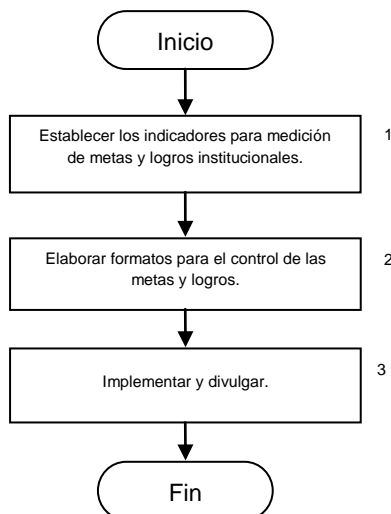 Inicio
Establecer los indicadores para medición
de metas y logros institucionales.
1
Elaborar formatos para el control de las
metas y logros.
2
Implementar y divulgar.
3
Fin